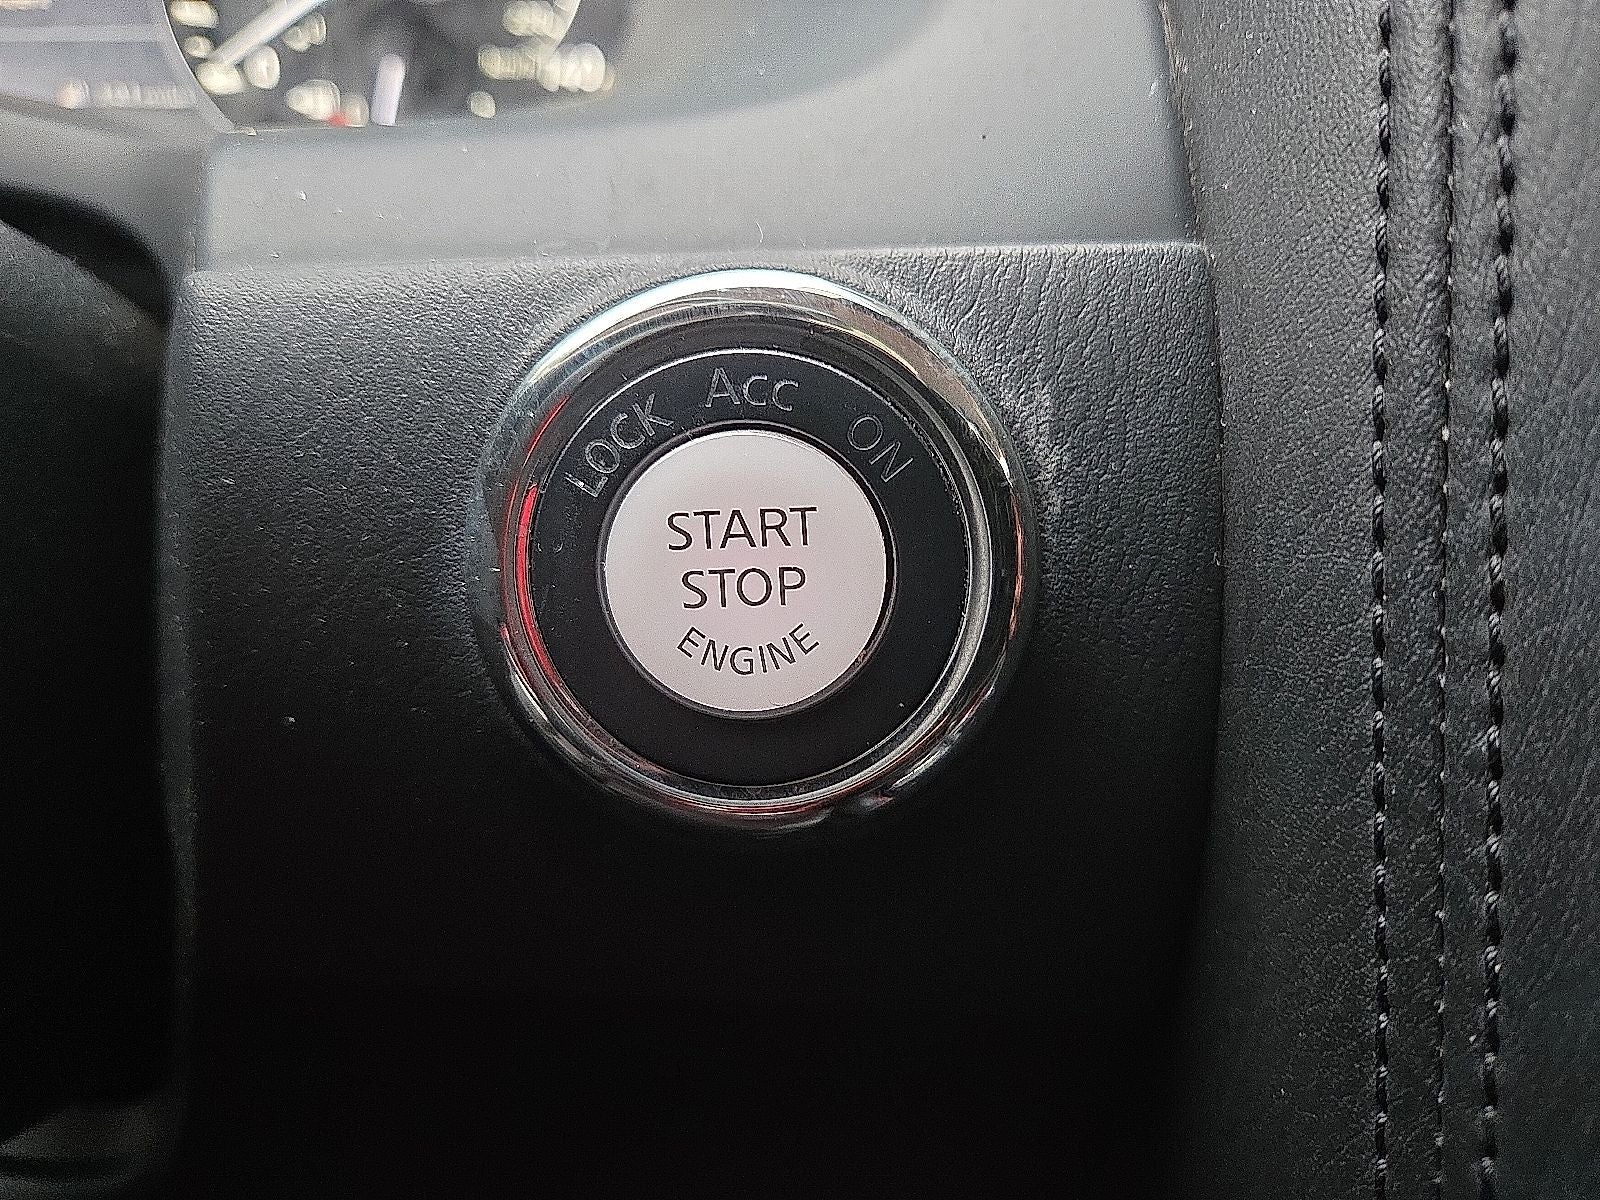 LOCK Acc ON
START
STOP
ENGINE